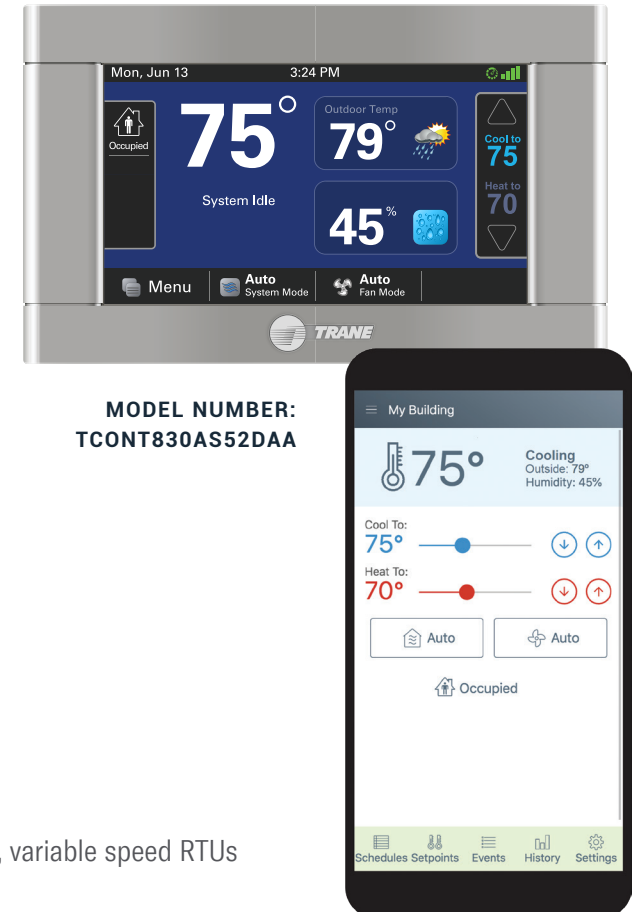 Mon, Jun 13 3:24 PM
Occupied
75°
System Idle
Outdoor Temp
79°
45%
Cool to
75
Heat to
70
Menu
Auto
System Mode
Auto
Fan Mode
TRANE
MODEL NUMBER:
TCONT830AS52DAA
My Building
75°
Cooling
Outside: 79º
Humidity: 45%
Cool To:
75°
Heat To:
70°
Auto Auto
Occupied
Schedules Setpoints Events History Settings
, variable speed RTUs